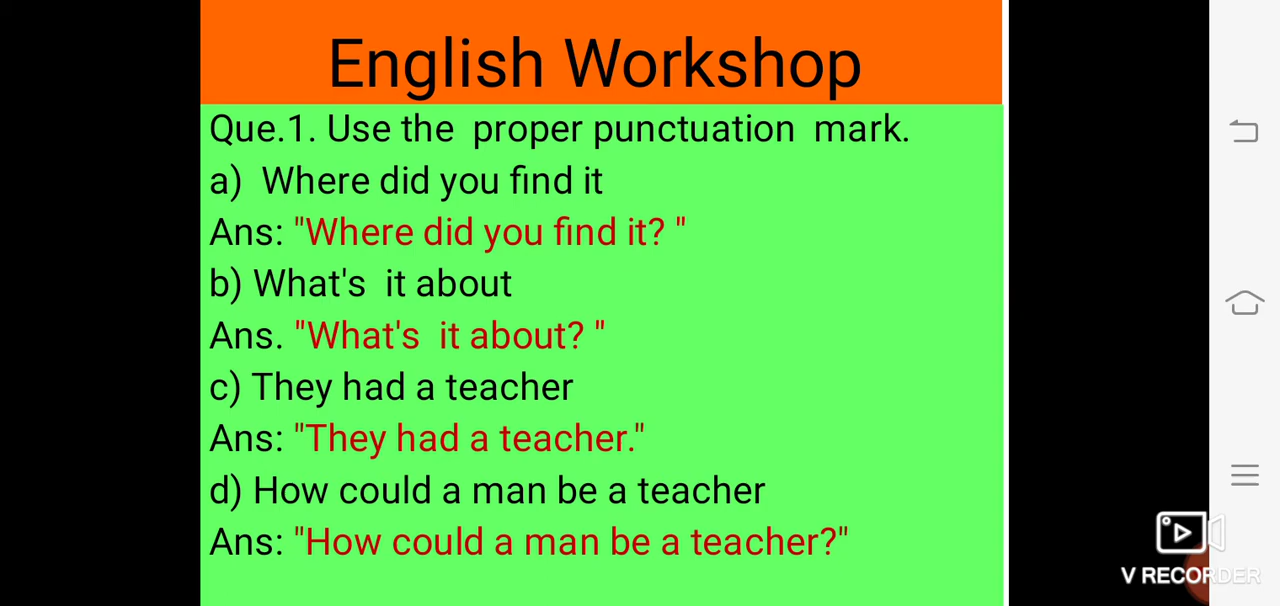 English Workshop
Que.1. Use the proper punctuation mark.
a) Where did you find it
Ans: "Where did you find it? "
b) What's it about
Ans. "What's it about? "
c) They had a teacher
Ans: "They had a teacher."
d) How could a man be a teacher
Ans: "How could a man be a teacher?"
V RECORDER